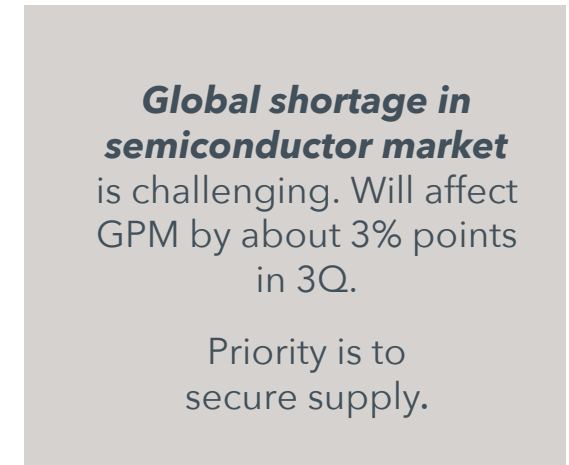 Global shortage in
semiconductor market
is challenging. Will affect
GPM by about 3% points
in 3Q.
Priority is to
secure supply.